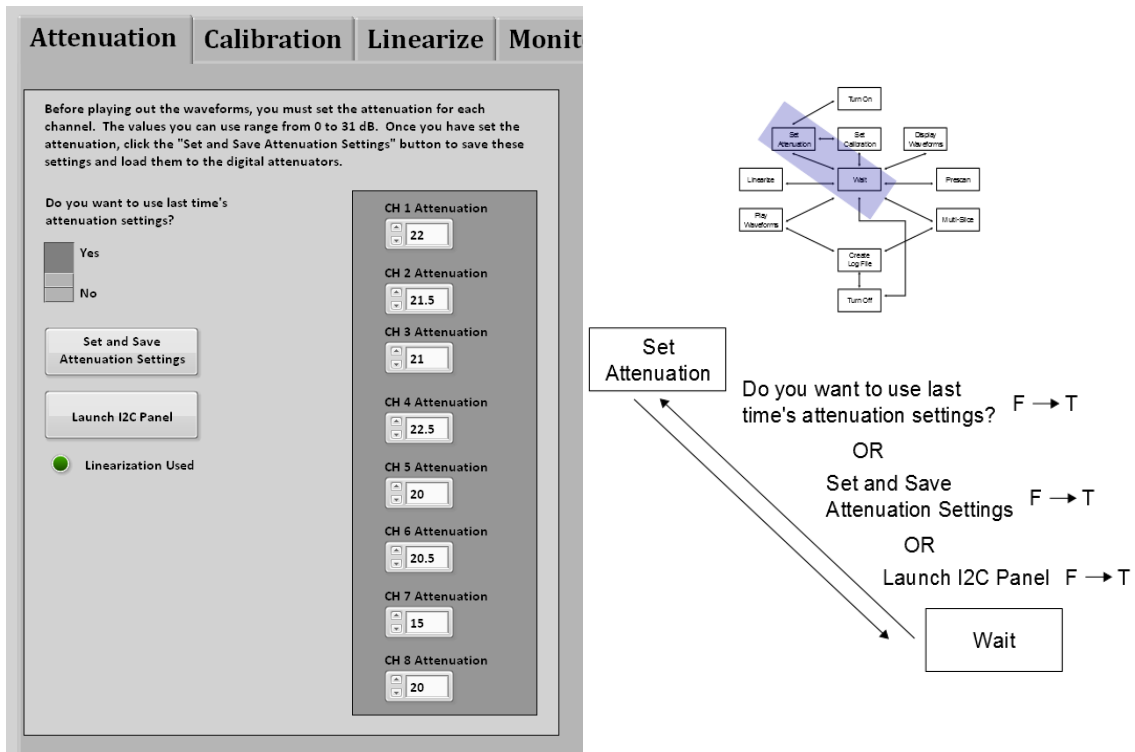 Attenuation
Calibration
Linearize
Monit
Before playing out the waveforms, you must set the attenuation for each
channel. The values you can use range from 0 to 31 dB. Once you have set the
attenuation, click the "Set and Save Attenuation Settings" button to save these
settings and load them to the digital attenuators.
Do you want to use last time's
attenuation settings?
Yes
No
Set and Save
Attenuation Settings
Launch I2C Panel
Linearization Used
CH 1 Attenuation
22
CH 2 Attenuation
21.5
CH 3 Attenuation
21
CH 4 Attenuation
22.5
CH 5 Attenuation
20
CH 6 Attenuation
20.5
CH 7 Attenuation
15
CH 8 Attenuation
20
Turn On
Set
Attenuation
Set
Calibration
Display
Waveforms
Linearize
Wait
Prescan
Play
Waveforms
Multi-Slice
Create
Log File
Turn Off
Set
Attenuation
Do you want to use last
time's attenuation settings? F → T
OR
Set and Save
Attenuation Settings F → T
OR
Launch I2C Panel F → T
Wait